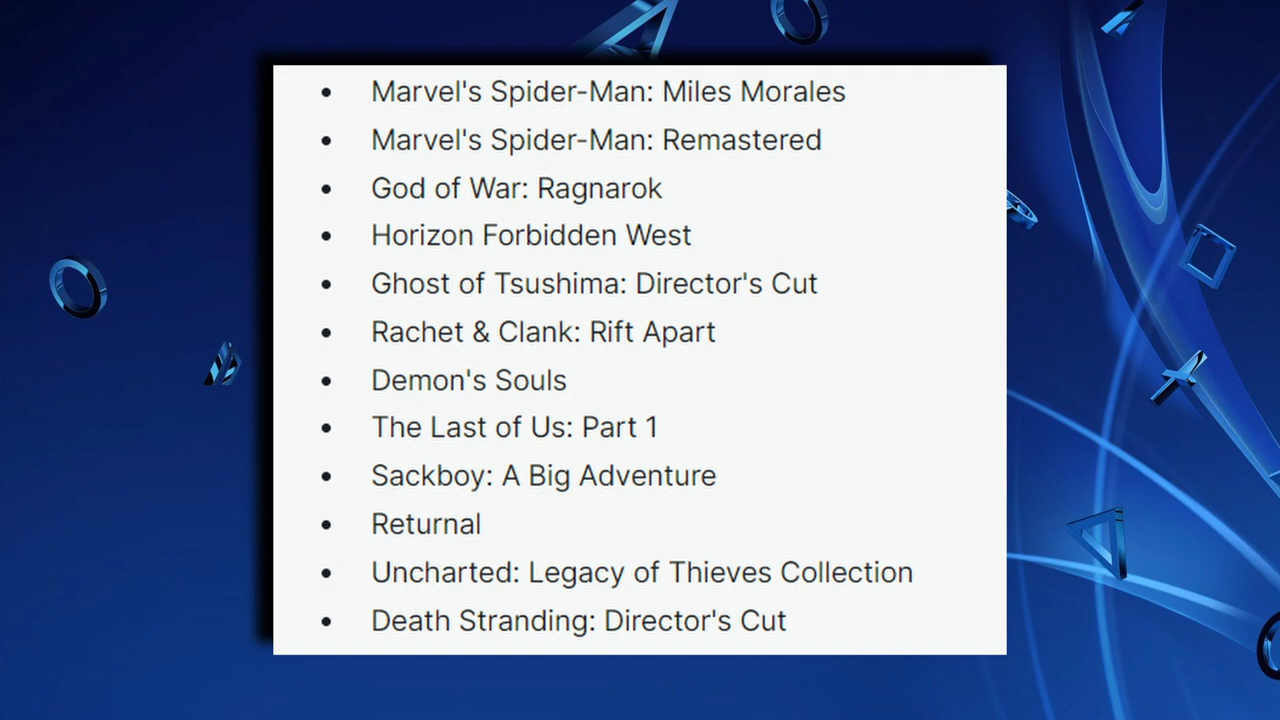 • Marvel's Spider-Man: Miles Morales
• Marvel's Spider-Man: Remastered
• God of War: Ragnarok
• Horizon Forbidden West
• Ghost of Tsushima: Director's Cut
• Rachet & Clank: Rift Apart
• Demon's Souls
• The Last of Us: Part 1
• Sackboy: A Big Adventure
• Returnal
• Uncharted: Legacy of Thieves Collection
• Death Stranding: Director's Cut